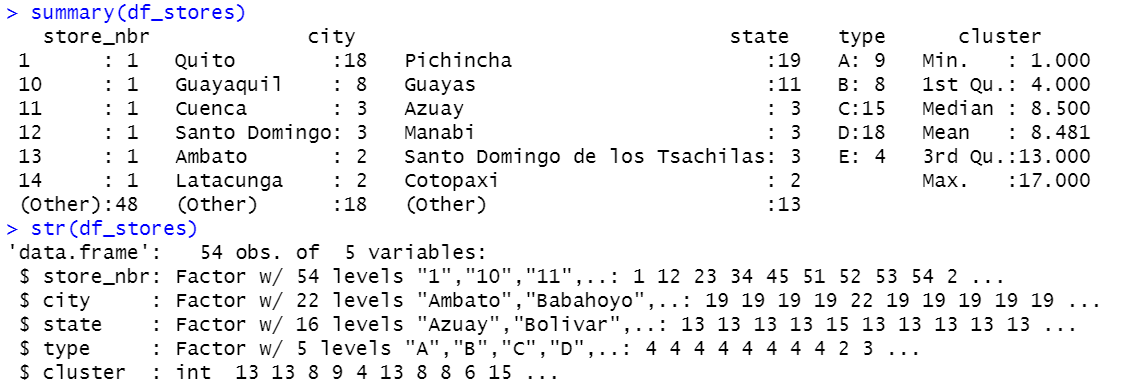 > summary(df_stores)
   store_nbr             city                                state     type       cluster
 1      : 1   Quito        :18   Pichincha                     :19   A: 9   Min.   : 1.000
 10     : 1   Guayaquil    : 8   Guayas                        :11   B: 8   1st Qu.: 4.000
 11     : 1   Cuenca       : 3   Azuay                         : 3   C:15   Median : 8.500
 12     : 1   Santo Domingo: 3   Manabi                        : 3   D:18   Mean   : 8.481
 13     : 1   Ambato       : 2   Santo Domingo de los Tsachilas: 3   E: 4   3rd Qu.:13.000
 14     : 1   Latacunga    : 2   Cotopaxi                      : 2          Max.   :17.000
 (Other):48   (Other)      :18   (Other)                       :13
> str(df_stores)
'data.frame':   54 obs. of  5 variables:
 $ store_nbr: Factor w/ 54 levels "1","10","11",..: 1 12 23 34 45 51 52 53 54 2 ...
 $ city     : Factor w/ 22 levels "Ambato","Babahoyo",..: 19 19 19 19 22 19 19 19 19 19 ...
 $ state    : Factor w/ 16 levels "Azuay","Bolivar",..: 13 13 13 13 15 13 13 13 13 13 ...
 $ type     : Factor w/ 5 levels "A","B","C","D",..: 4 4 4 4 4 4 4 4 2 3 ...
 $ cluster  : int  13 13 8 9 4 13 8 8 6 15 ...